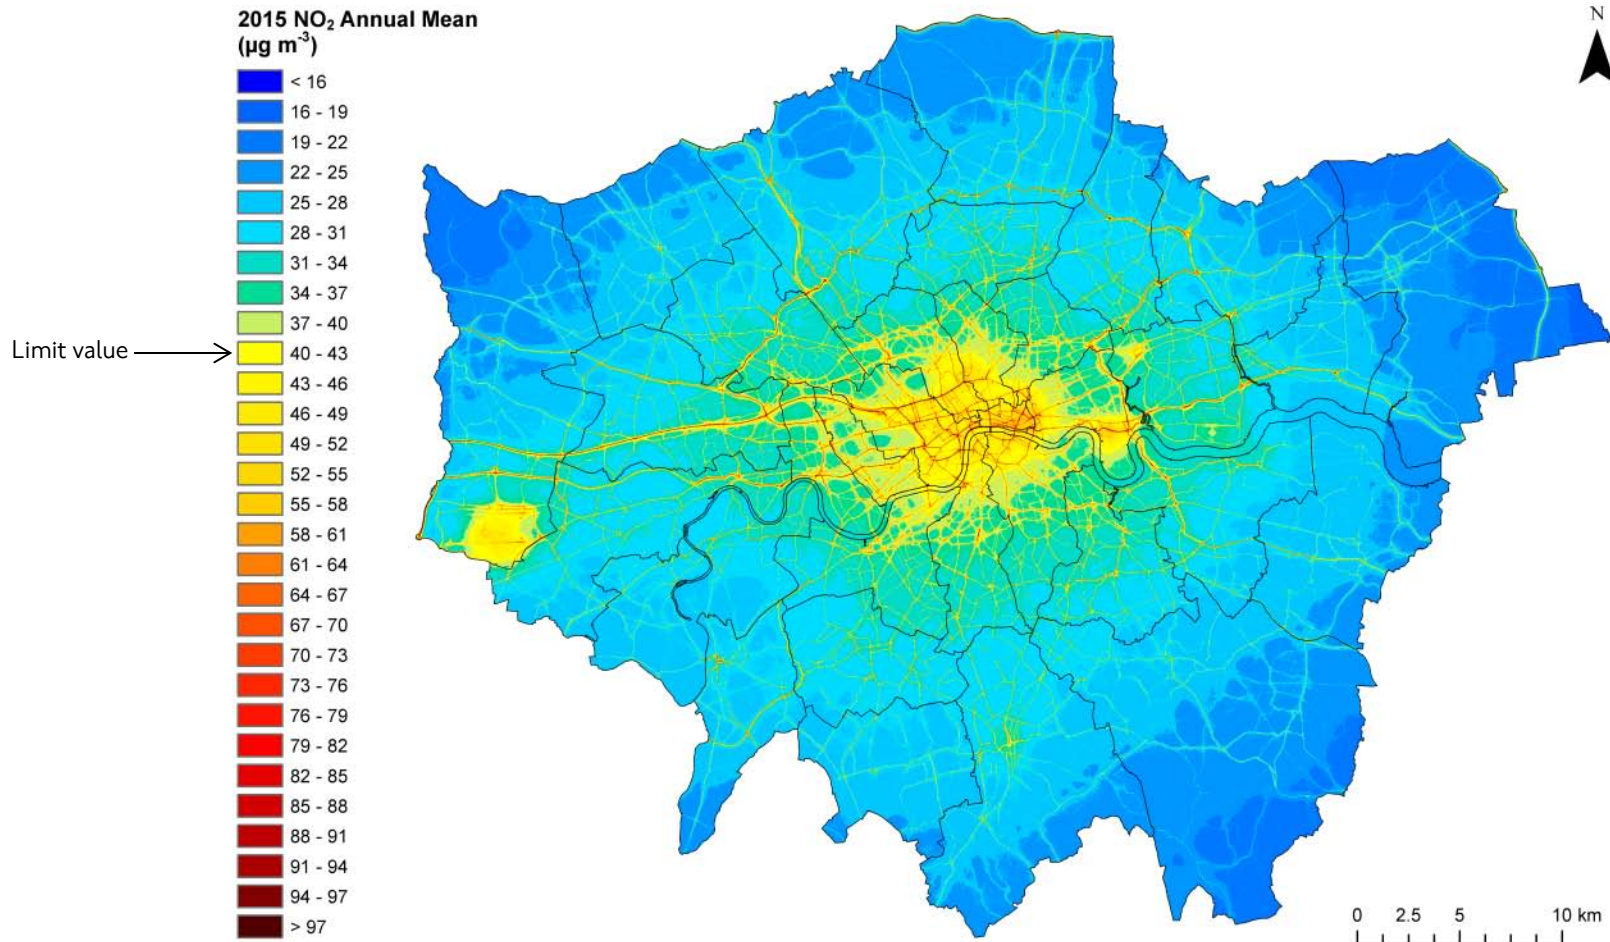 2015 NO₂ Annual Mean
(µg m⁻³)
< 16
16 - 19
19 - 22
22 - 25
25 - 28
28 - 31
31 - 34
34 - 37
37 - 40
Limit value
40 - 43
43 - 46
46 - 49
49 - 52
52 - 55
55 - 58
58 - 61
61 - 64
64 - 67
67 - 70
70 - 73
73 - 76
76 - 79
79 - 82
82 - 85
85 - 88
88 - 91
91 - 94
94 - 97
> 97
N
0 2.5 5 10 km